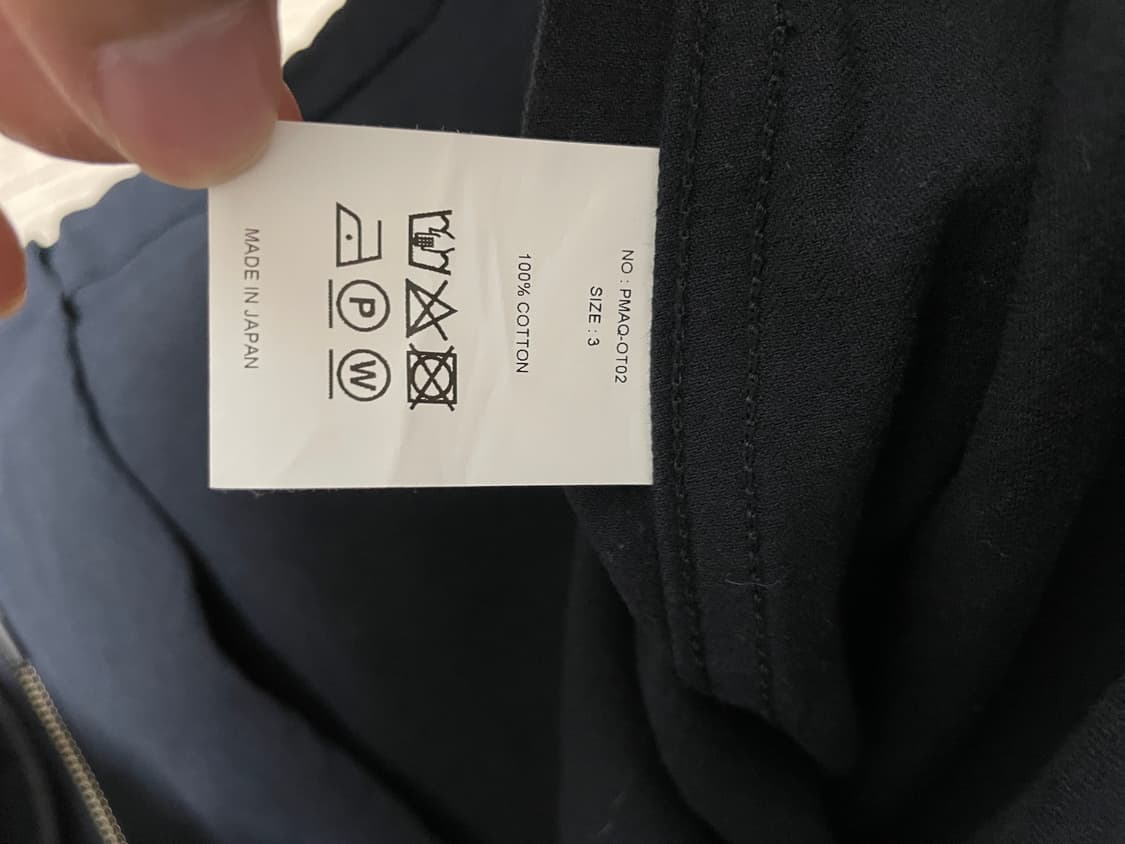 NO : PMAQ-OT02
SIZE : 3
100% COTTON
P W
MADE IN JAPAN